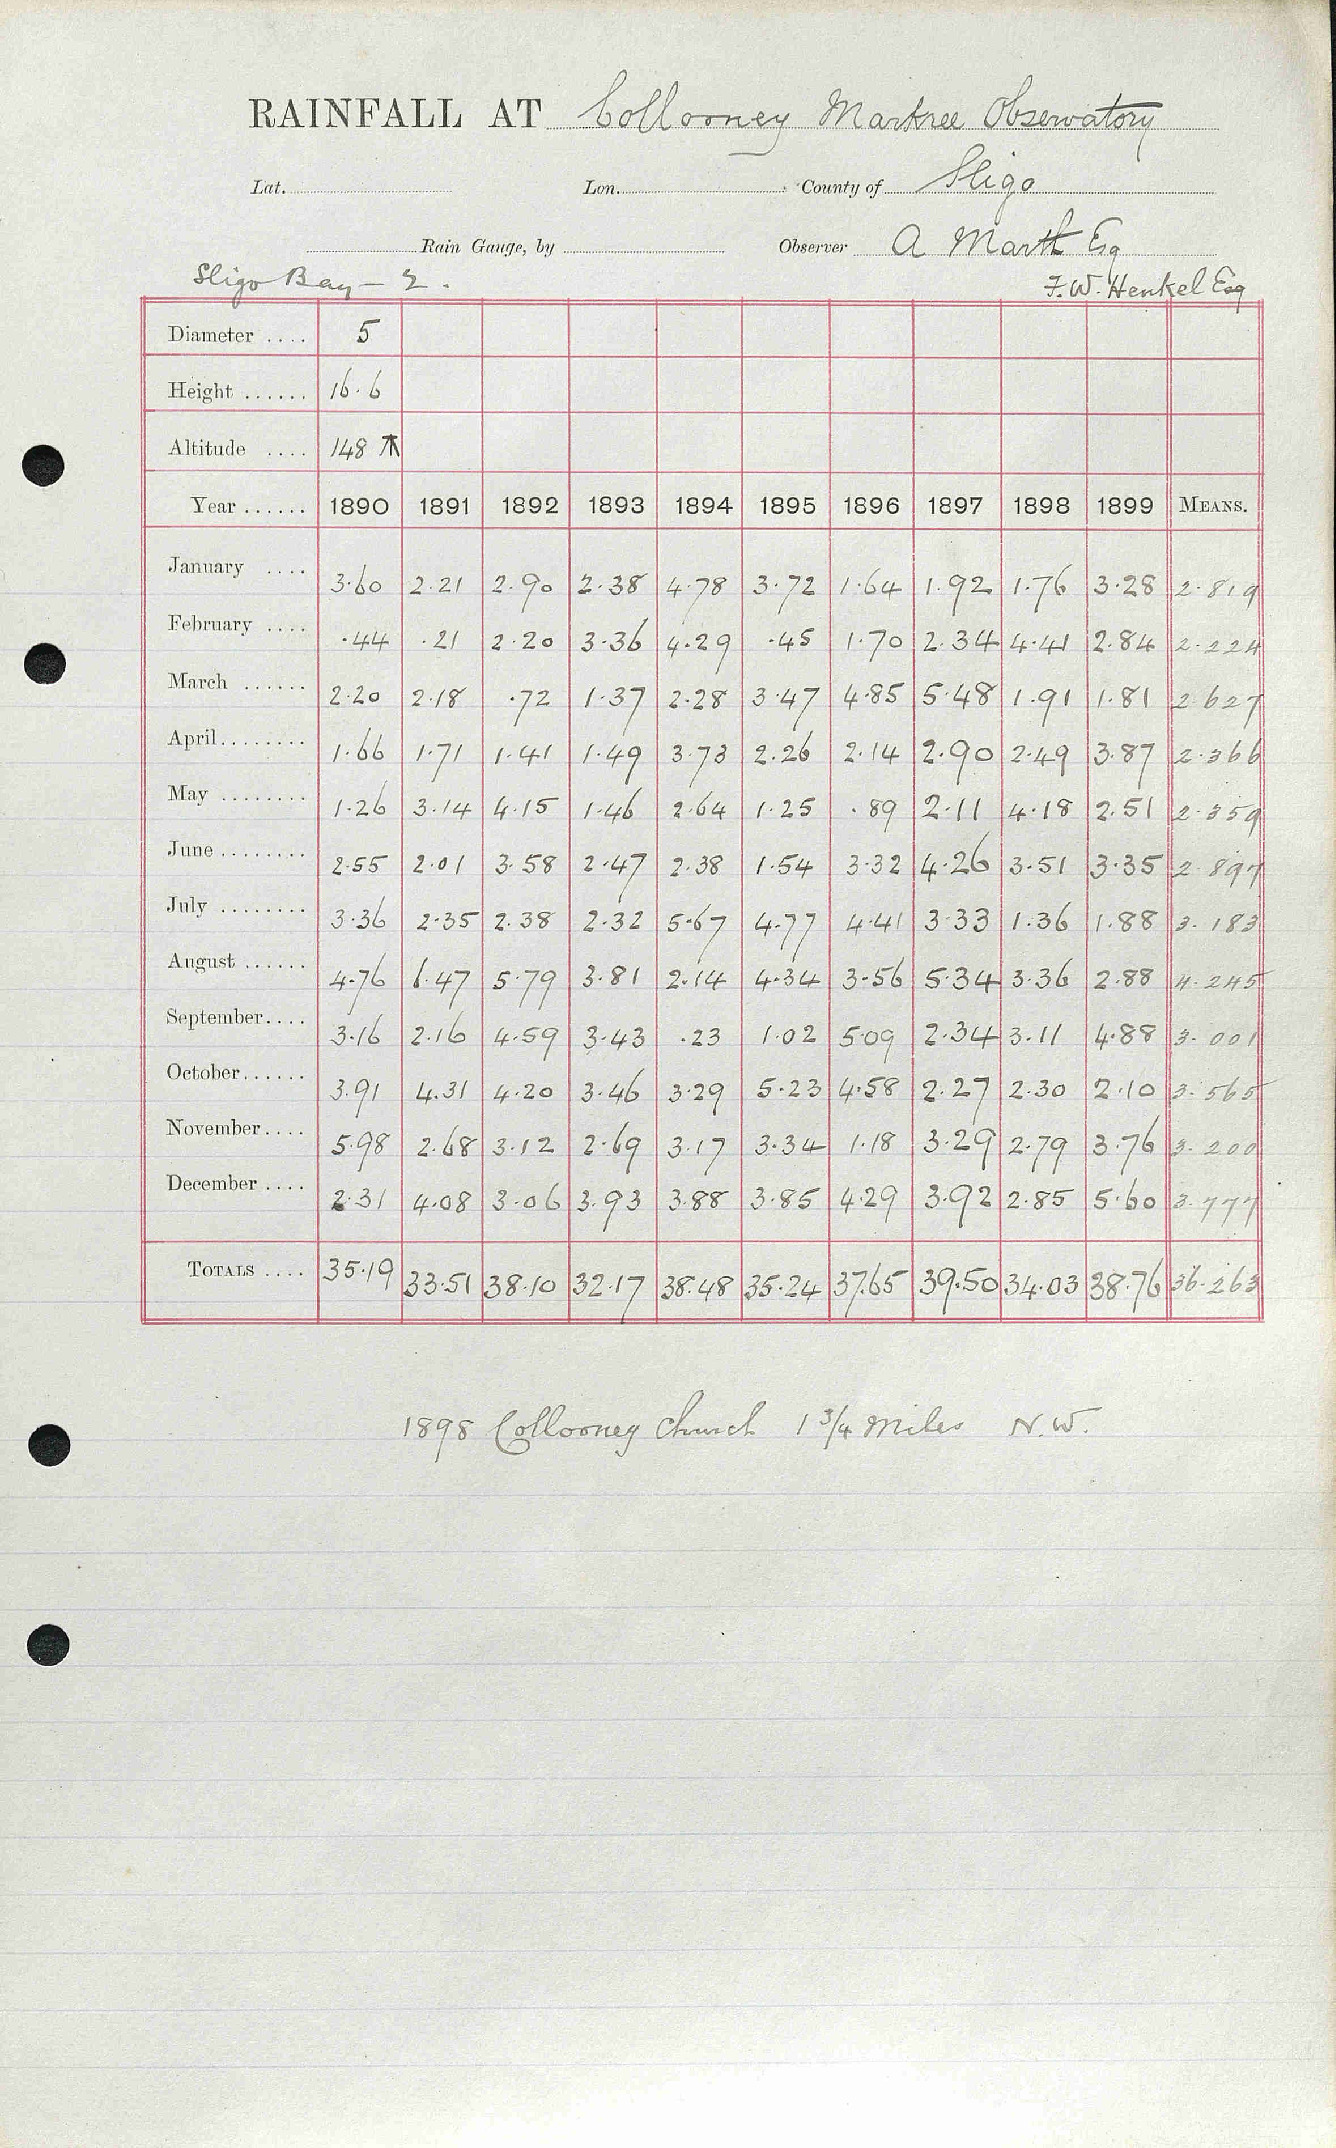 RAINFALL AT Collooney Markree Observatory
Lat. Lon. County of Sligo
Rain Gauge, by Observer A Marth Esq
Sligo Bay – 2. F.W. Henkel Esq
Diameter .... 5
Height ...... 16.6
Altitude .... 148
Year ...... 1890 1891 1892 1893 1894 1895 1896 1897 1898 1899 MEANS.
January .... 3.60 2.21 2.90 2.38 4.78 3.72 1.64 1.92 1.76 3.28 2.819
February .... .44 .21 2.20 3.36 4.29 .45 1.70 2.34 4.41 2.84 2.224
March ...... 2.20 2.18 .72 1.37 2.28 3.47 4.85 5.48 1.91 1.81 2.627
April........ 1.66 1.71 1.41 1.49 3.73 2.26 2.14 2.90 2.49 3.87 2.366
May ........ 1.26 3.14 4.15 1.46 2.64 1.25 .89 2.11 4.18 2.51 2.359
June ........ 2.55 2.01 3.58 2.47 2.38 1.54 3.32 4.26 3.51 3.35 2.897
July ........ 3.36 2.35 2.38 2.32 5.67 4.77 4.41 3.33 1.36 1.88 3.183
August ...... 4.76 6.47 5.79 3.81 2.14 4.34 3.56 5.34 3.36 2.88 4.245
September.... 3.16 2.16 4.59 3.43 .23 1.02 5.09 2.34 3.11 4.88 3.001
October...... 3.91 4.31 4.20 3.46 3.29 5.23 4.58 2.27 2.30 2.10 3.565
November.... 5.98 2.68 3.12 2.69 3.17 3.34 1.18 3.29 2.79 3.76 3.200
December .... 2.31 4.08 3.06 3.93 3.88 3.85 4.29 3.92 2.85 5.60 3.777
TOTALS .... 35.19 33.51 38.10 32.17 38.48 35.24 37.65 39.50 34.03 38.76 36.263
1898 Collooney Church 1 3/4 miles N.W.